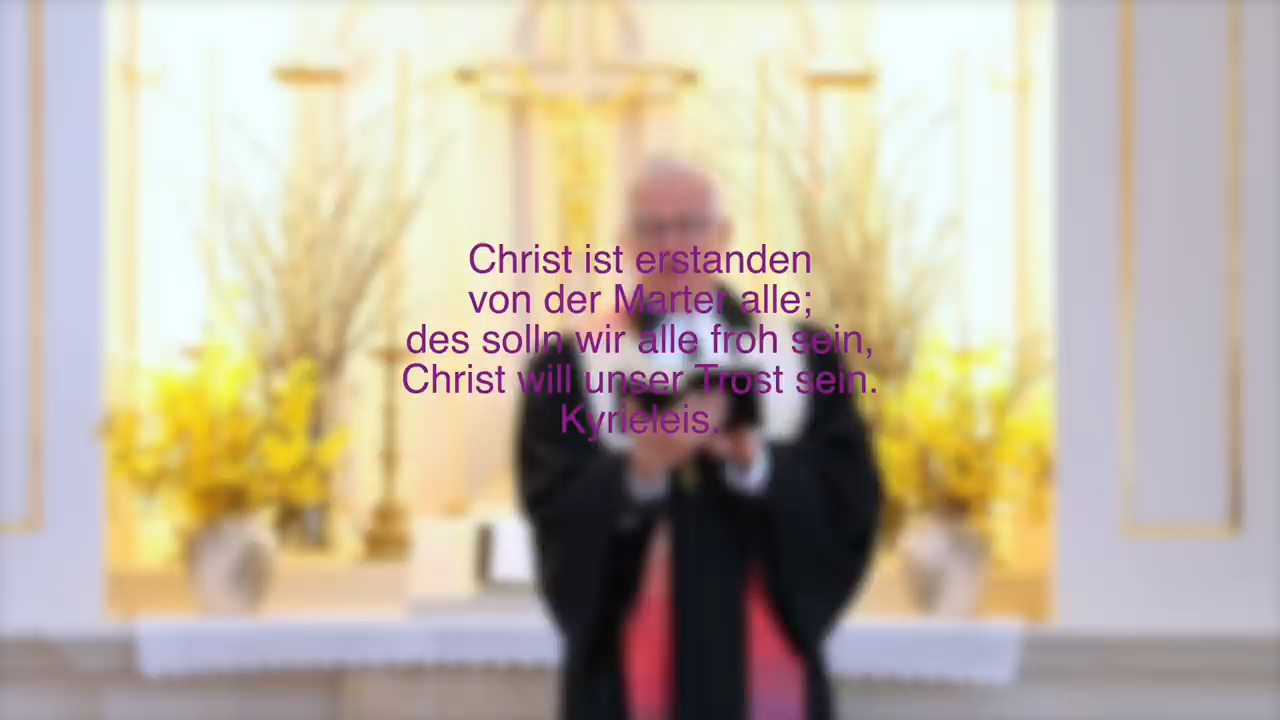 Christ ist erstanden
von der Marter alle;
des solln wir alle froh sein,
Christ will unser Trost sein.
Kyrieleis.